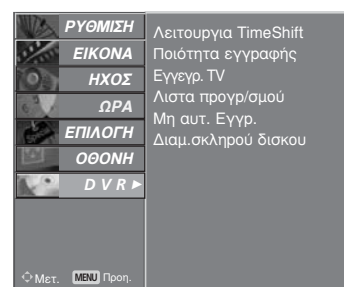 ΡΥΘΜΙΣΗ
ΕΙΚΟΝΑ
ΗΧΟΣ
ΩΡΑ
ΕΠΙΛΟΓΗ
ΟΘΟΝΗ
D V R
Λειτουργια TimeShift
Ποιότητα εγγραφής
Εγγεγρ. TV
Λιστα προγρ/σμού
Μη αυτ. Εγγρ.
Διαμ.σκληρού δισκου
Μετ. MENU Προη.